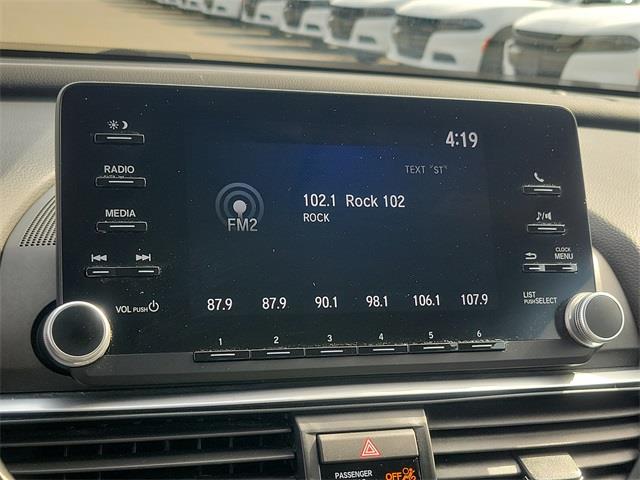 4:19
RADIO
TEXT "ST"
102.1 Rock 102
ROCK
FM2
MEDIA
CLOCK
MENU
VOL PUSH
LIST
PUSH SELECT
87.9 87.9 90.1 98.1 106.1 107.9
1 2 3 4 5 6
PASSENGER
OFF